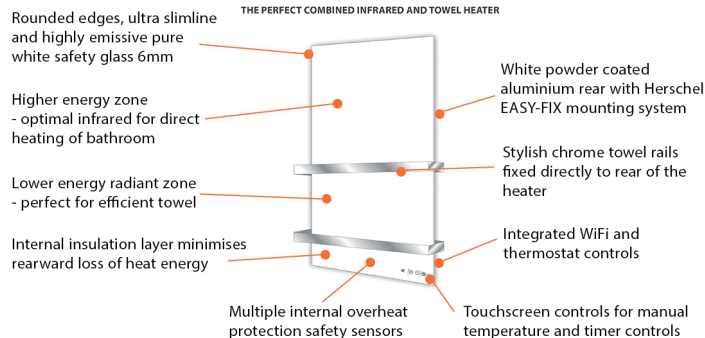 THE PERFECT COMBINED INFRARED AND TOWEL HEATER
Rounded edges, ultra slimline
and highly emissive pure
white safety glass 6mm
Higher energy zone
- optimal infrared for direct
heating of bathroom
Lower energy radiant zone
- perfect for efficient towel
Internal insulation layer minimises
rearward loss of heat energy
Multiple internal overheat
protection safety sensors
White powder coated
aluminium rear with Herschel
EASY-FIX mounting system
Stylish chrome towel rails
fixed directly to rear of the
heater
Integrated WiFi and
thermostat controls
Touchscreen controls for manual
temperature and timer controls